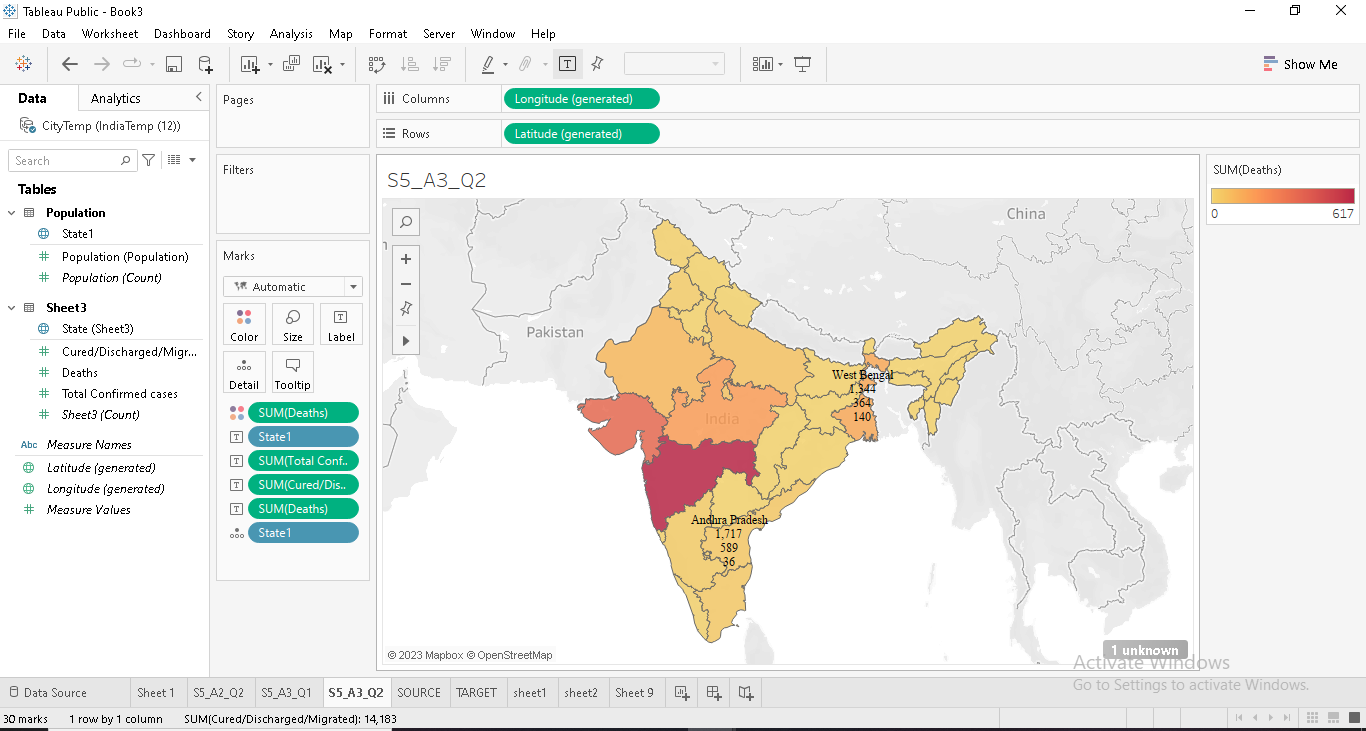 Tableau Public - Book3
File Data Worksheet Dashboard Story Analysis Map Format Server Window Help
Show Me
Data Analytics
CityTemp (IndiaTemp (12))
Search
Tables
Population
State1
Population (Population)
Population (Count)
Sheet3
State (Sheet3)
Cured/Discharged/Migr...
Deaths
Total Confirmed cases
Sheet3 (Count)
Abc Measure Names
Latitude (generated)
Longitude (generated)
Measure Values
Pages
Filters
Marks
Automatic
Color Size Label
Detail Tooltip
SUM(Deaths)
State1
SUM(Total Conf..
SUM(Cured/Dis..
SUM(Deaths)
State1
Columns Longitude (generated)
Rows Latitude (generated)
S5_A3_Q2
China
Pakistan
India
West Bengal
1,344
364
140
Andhra Pradesh
1,717
589
36
© 2023 Mapbox © OpenStreetMap
1 unknown
SUM(Deaths)
0 617
Activate Windows
Go to Settings to activate Windows.
Data Source Sheet 1 S5_A2_Q2 S5_A3_Q1 S5_A3_Q2 SOURCE TARGET sheet1 sheet2 Sheet 9
30 marks 1 row by 1 column SUM(Cured/Discharged/Migrated): 14,183